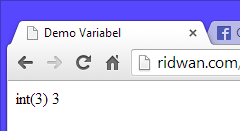 Demo Variabel
ridwan.com/
int(3) 3